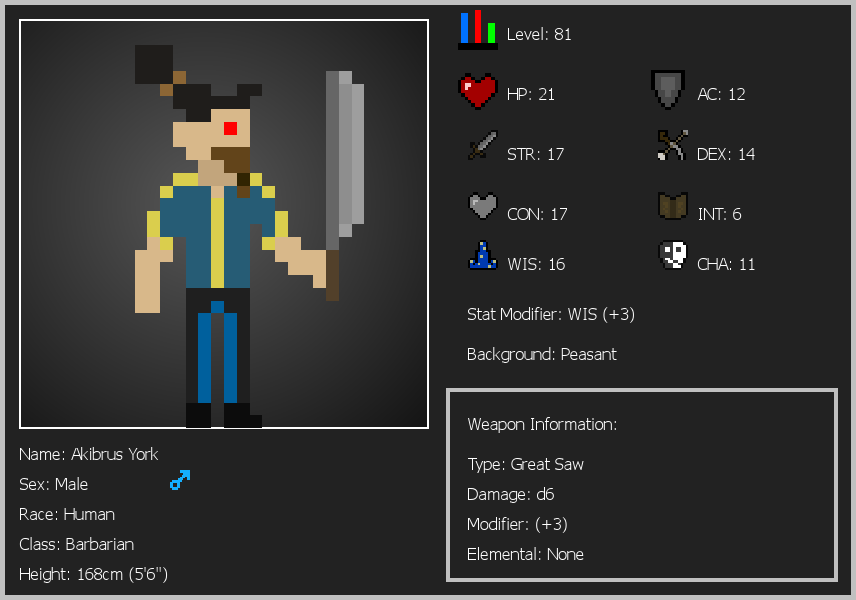 Level: 81
HP: 21
AC: 12
STR: 17
DEX: 14
CON: 17
INT: 6
WIS: 16
CHA: 11
Stat Modifier: WIS (+3)
Background: Peasant
Weapon Information:
Type: Great Saw
Damage: d6
Modifier: (+3)
Elemental: None
Name: Akibrus York
Sex: Male
Race: Human
Class: Barbarian
Height: 168cm (5'6")